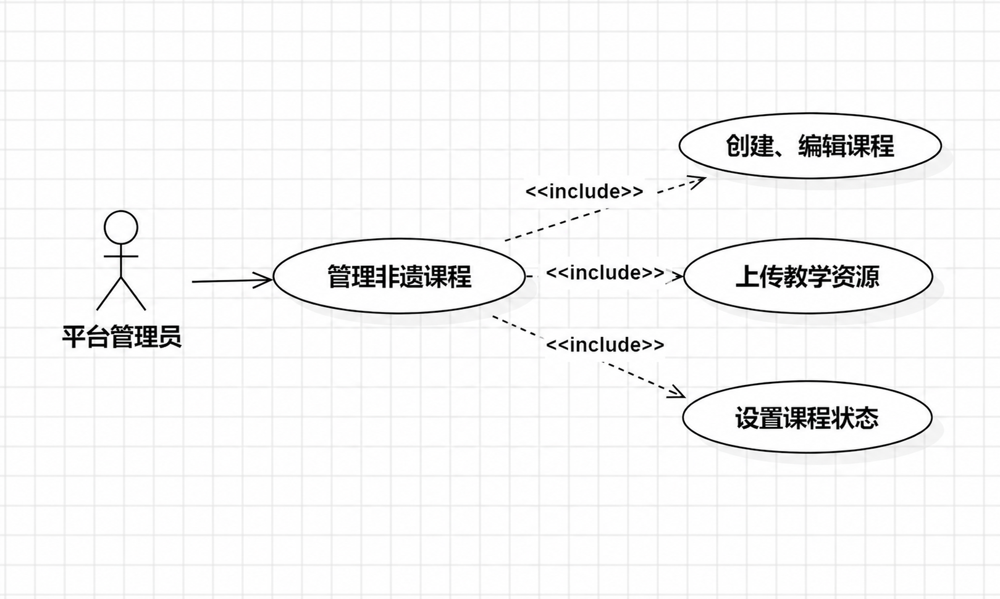 创建、编辑课程
<<include>>
平台管理员
管理非遗课程
<<include>>
上传教学资源
<<include>>
设置课程状态